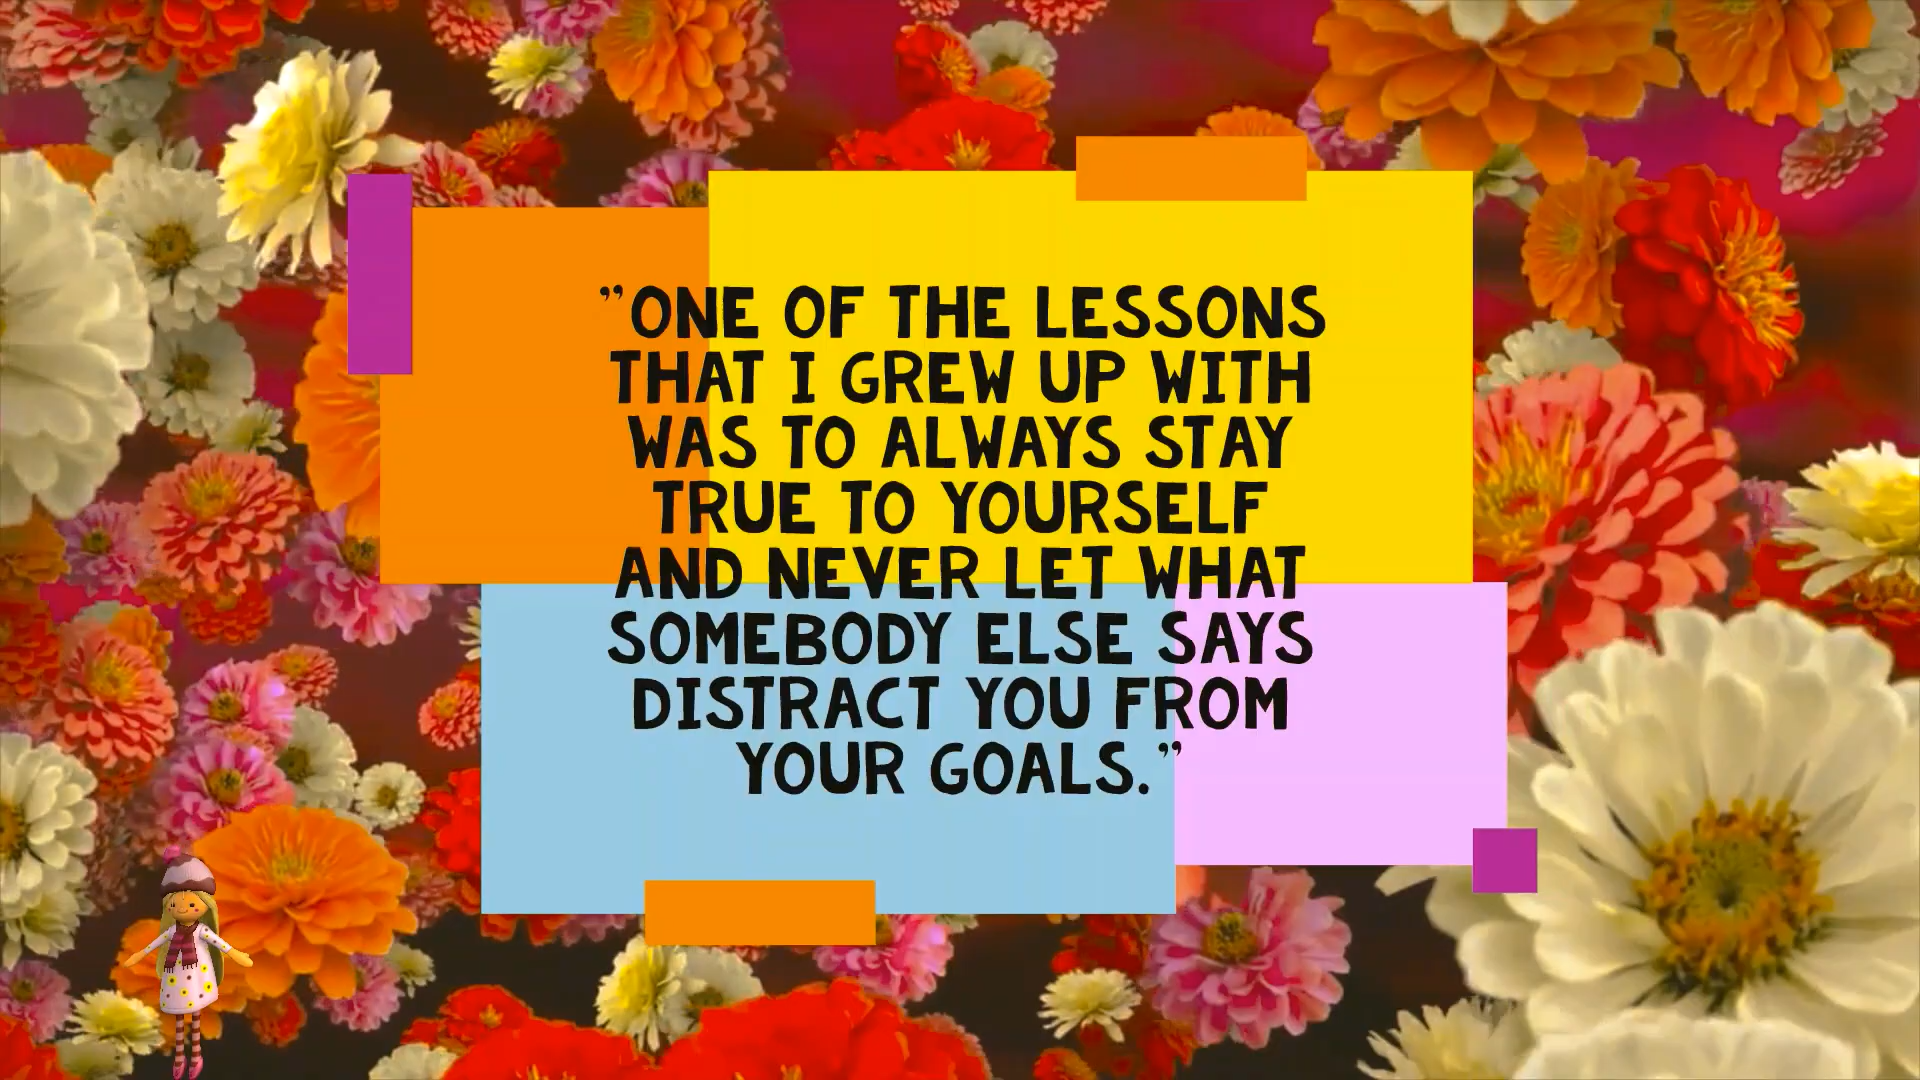 ”ONE OF THE LESSONS
THAT I GREW UP WITH
WAS TO ALWAYS STAY
TRUE TO YOURSELF
AND NEVER LET WHAT
SOMEBODY ELSE SAYS
DISTRACT YOU FROM
YOUR GOALS.”